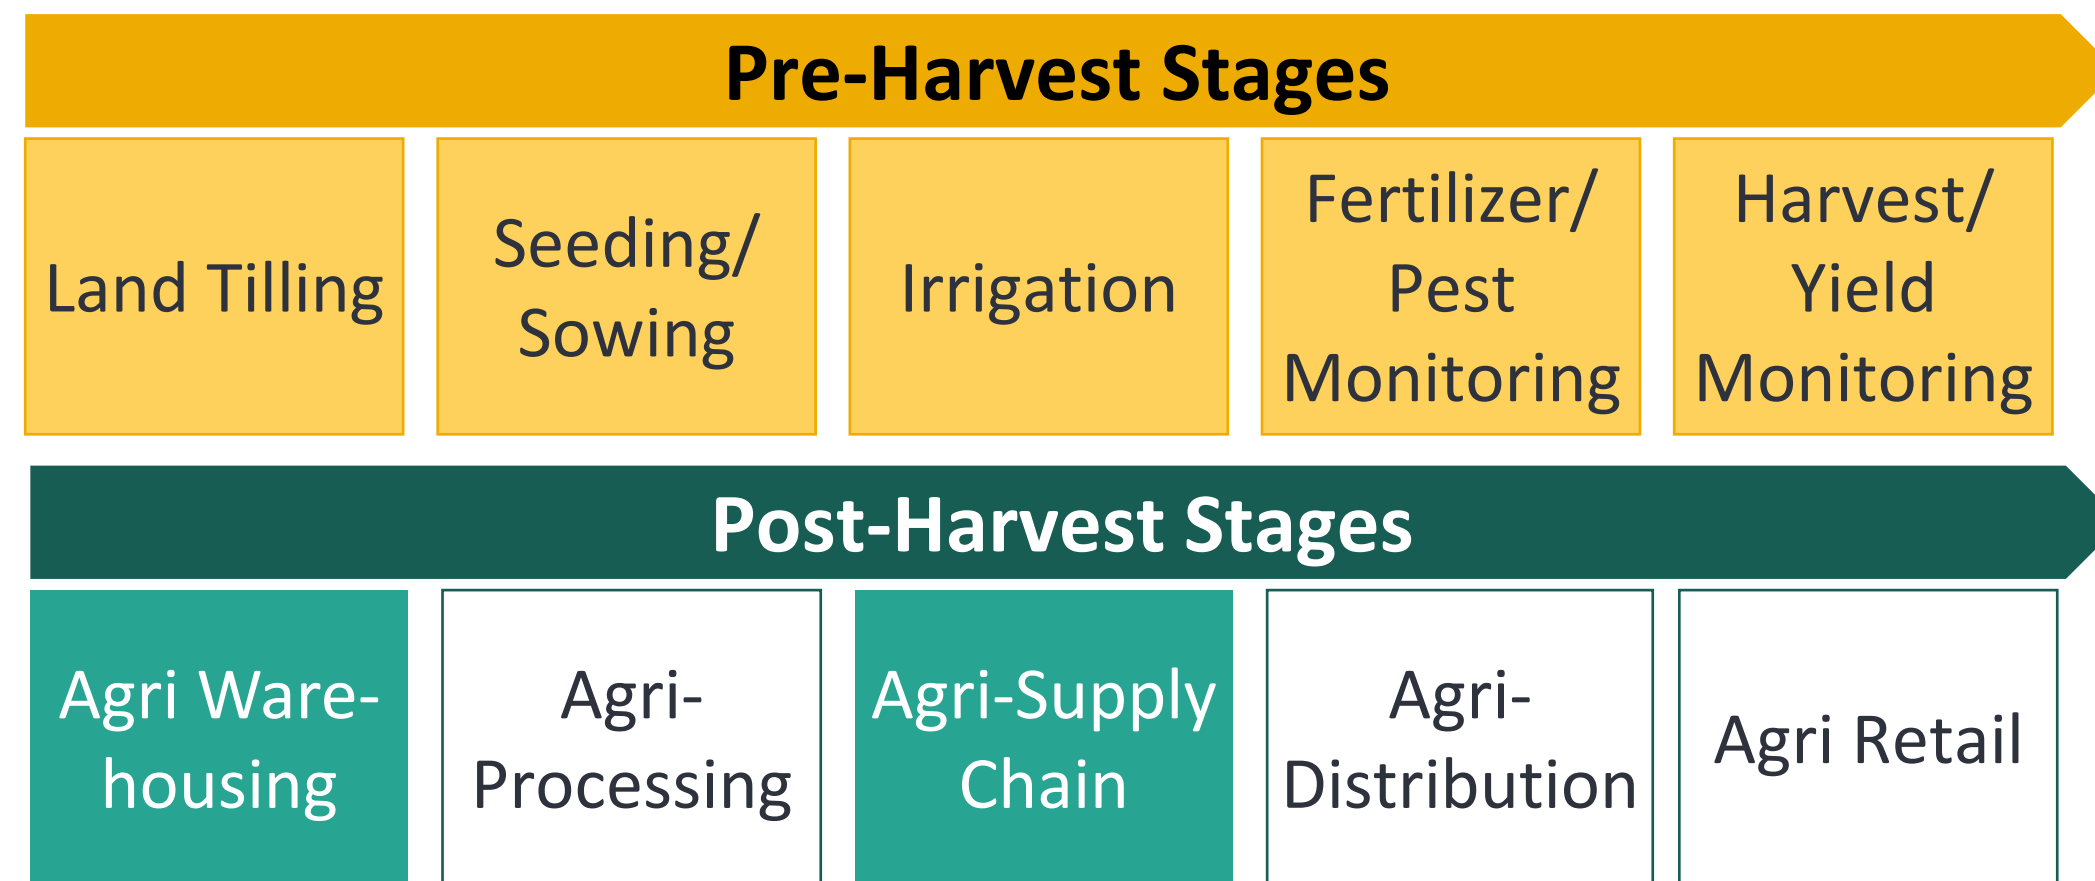 Pre-Harvest Stages
Land Tilling
Seeding/
Sowing
Irrigation
Fertilizer/
Pest
Monitoring
Harvest/
Yield
Monitoring
Post-Harvest Stages
Agri Ware-
housing
Agri-
Processing
Agri-Supply
Chain
Agri-
Distribution
Agri Retail